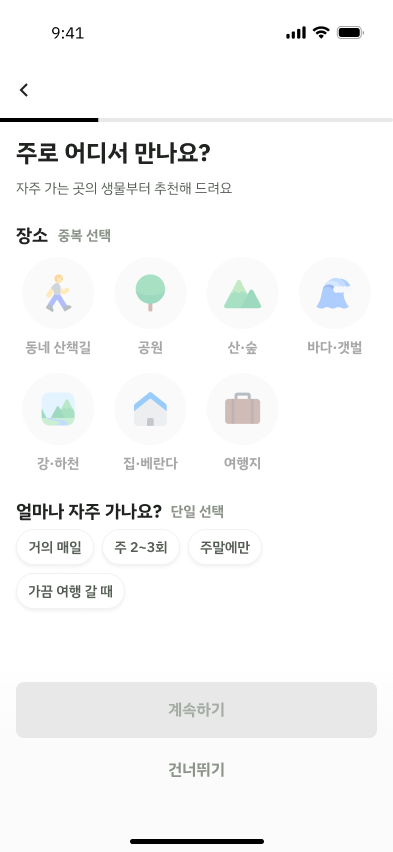 9:41
주로 어디서 만나요?
자주 가는 곳의 생물부터 추천해 드려요
장소 중복 선택
동네 산책길 공원 산·숲 바다·갯벌
강·하천 집·베란다 여행지
얼마나 자주 가나요? 단일 선택
거의 매일 주 2~3회 주말에만
가끔 여행 갈 때
계속하기
건너뛰기